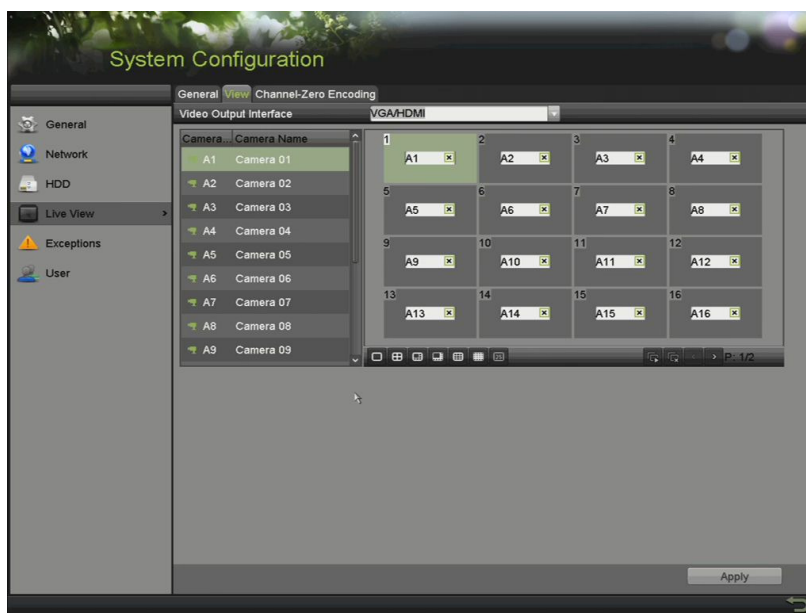 System Configuration
General View Channel-Zero Encoding
Video Output Interface VGA/HDMI
General
Network
HDD
Live View >
Exceptions
User
Camera... Camera Name
A1 Camera 01
A2 Camera 02
A3 Camera 03
A4 Camera 04
A5 Camera 05
A6 Camera 06
A7 Camera 07
A8 Camera 08
A9 Camera 09
1 2 3 4
A1 A2 A3 A4
5 6 7 8
A5 A6 A7 A8
9 10 11 12
A9 A10 A11 A12
13 14 15 16
A13 A14 A15 A16
25 P: 1/2
Apply